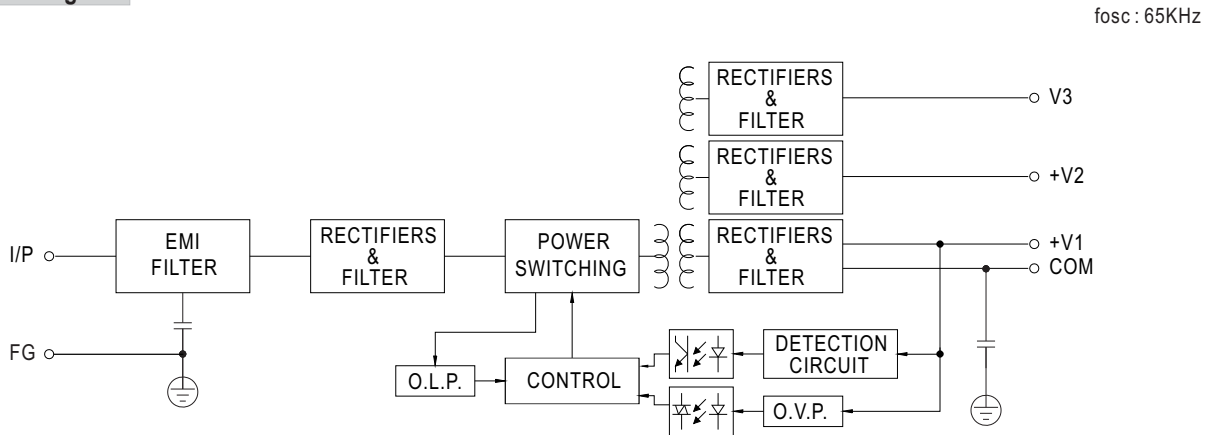 fosc : 65KHz
RECTIFIERS
&
FILTER
V3
RECTIFIERS
&
FILTER
+V2
I/P
EMI
FILTER
RECTIFIERS
&
FILTER
POWER
SWITCHING
RECTIFIERS
&
FILTER
+V1
COM
FG
O.L.P.
CONTROL
DETECTION
CIRCUIT
O.V.P.